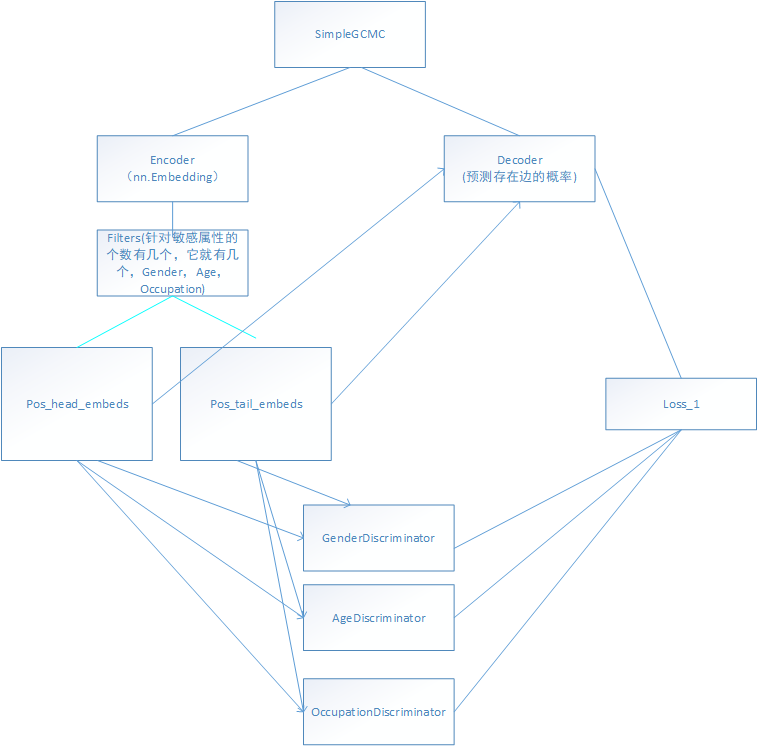 SimpleGCMC
Encoder
（nn.Embedding）
Decoder
(预测存在边的概率)
Filters(针对敏感属性的
个数有几个，它就有几
个，Gender，Age，
Occupation)
Pos_head_embeds
Pos_tail_embeds
Loss_1
GenderDiscriminator
AgeDiscriminator
OccupationDiscriminator